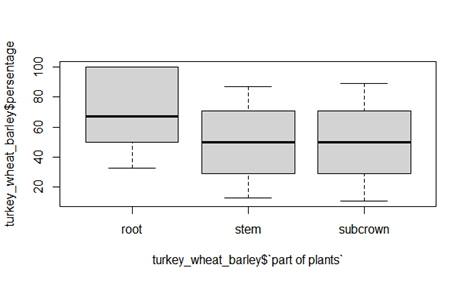 turkey_wheat_barley$persentage
100
80
60
40
20
root stem subcrown
turkey_wheat_barley$`part of plants`